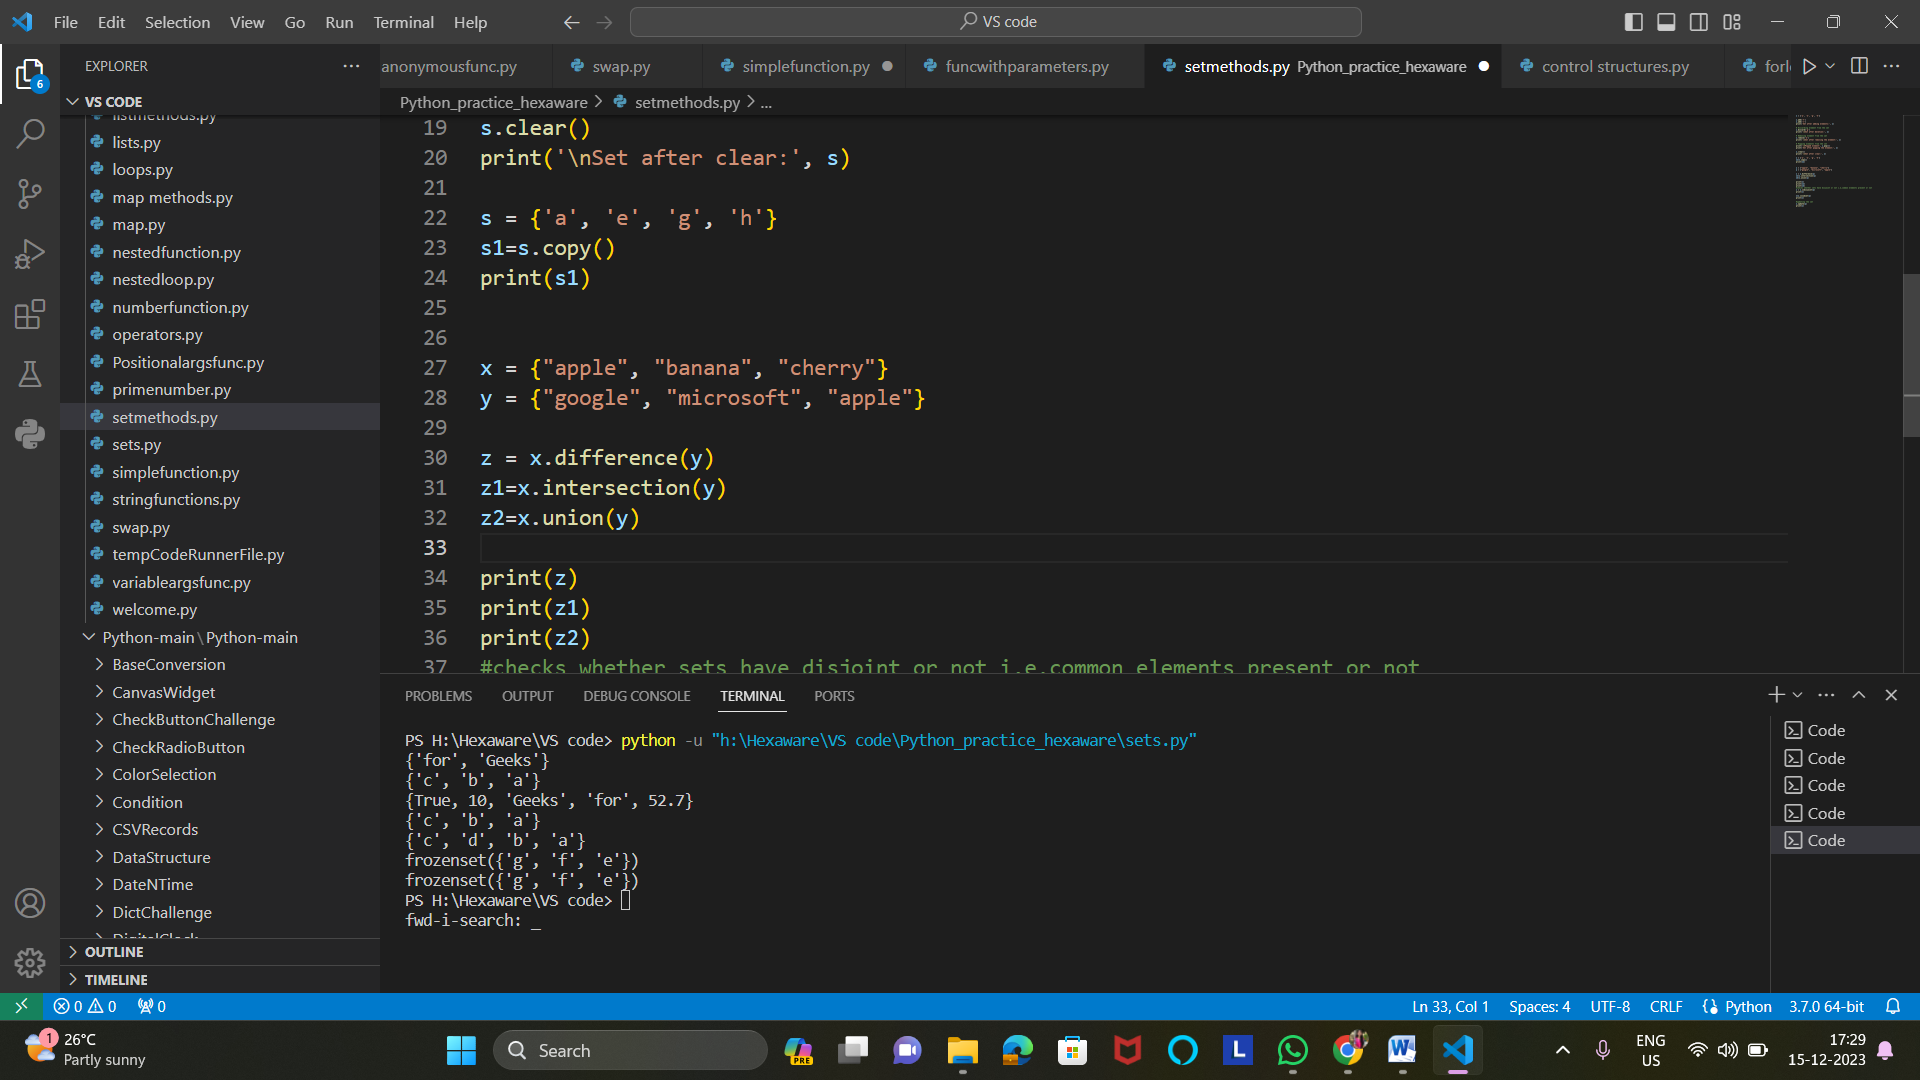 File Edit Selection View Go Run Terminal Help
VS code
EXPLORER
anonymousfunc.py
swap.py
simplefunction.py
funcwithparameters.py
setmethods.py Python_practice_hexaware
control structures.py
6
VS CODE
Python_practice_hexaware > setmethods.py > ...
listmethods.py
lists.py
loops.py
map methods.py
map.py
nestedfunction.py
nestedloop.py
numberfunction.py
operators.py
Positionalargsfunc.py
primenumber.py
setmethods.py
sets.py
simplefunction.py
stringfunctions.py
swap.py
tempCodeRunnerFile.py
variableargsfunc.py
welcome.py
Python-main\Python-main
BaseConversion
CanvasWidget
CheckButtonChallenge
CheckRadioButton
ColorSelection
Condition
CSVRecords
DataStructure
DateNTime
DictChallenge
DigitalClock
OUTLINE
TIMELINE
19 s.clear()
20 print('\nSet after clear:', s)
21
22 s = {'a', 'e', 'g', 'h'}
23 s1=s.copy()
24 print(s1)
25
26
27 x = {"apple", "banana", "cherry"}
28 y = {"google", "microsoft", "apple"}
29
30 z = x.difference(y)
31 z1=x.intersection(y)
32 z2=x.union(y)
33
34 print(z)
35 print(z1)
36 print(z2)
37 #checks whether sets have disjoint or not i.e.common elements present or not
PROBLEMS OUTPUT DEBUG CONSOLE TERMINAL PORTS
PS H:\Hexaware\VS code> python -u "h:\Hexaware\VS code\Python_practice_hexaware\sets.py"
{'for', 'Geeks'}
{'c', 'b', 'a'}
{True, 10, 'Geeks', 'for', 52.7}
{'c', 'b', 'a'}
{'c', 'd', 'b', 'a'}
frozenset({'g', 'f', 'e'})
frozenset({'g', 'f', 'e'})
PS H:\Hexaware\VS code>
fwd-i-search: _
Code
Code
Code
Code
Code
0 0 0
Ln 33, Col 1 Spaces: 4 UTF-8 CRLF Python 3.7.0 64-bit
1
26°C
Partly sunny
Search
PRE
L
ENG
US
17:29
15-12-2023